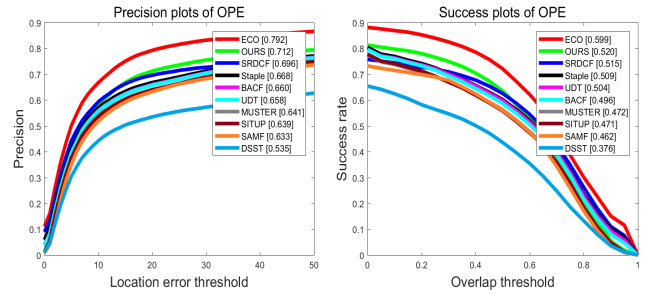 Precision plots of OPE
Precision
0.9
0.8
0.7
0.6
0.5
0.4
0.3
0.2
0.1
0
0 10 20 30 40 50
Location error threshold
ECO [0.792]
OURS [0.712]
SRDCF [0.696]
Staple [0.668]
BACF [0.660]
UDT [0.658]
MUSTER [0.641]
SITUP [0.639]
SAMF [0.633]
DSST [0.535]
Success plots of OPE
Success rate
0.9
0.8
0.7
0.6
0.5
0.4
0.3
0.2
0.1
0
0 0.2 0.4 0.6 0.8 1
Overlap threshold
ECO [0.599]
OURS [0.520]
SRDCF [0.515]
Staple [0.509]
UDT [0.504]
BACF [0.496]
MUSTER [0.472]
SITUP [0.471]
SAMF [0.462]
DSST [0.376]